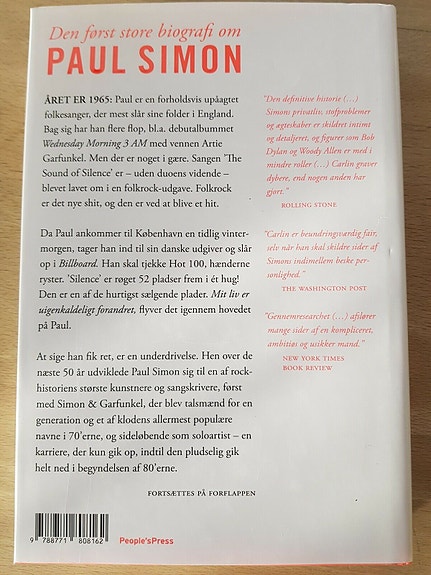 Den først store biografi om
PAUL SIMON
ÅRET ER 1965: Paul er en forholdsvis upåagtet
folkesanger, der mest slår sine folder i England.
Bag sig har han flere flop, bl.a. debutalbummet
Wednesday Morning 3 AM med vennen Artie
Garfunkel. Men der er noget i gære. Sangen 'The
Sound of Silence' er – uden duoens vidende –
blevet lavet om i en folkrock-udgave. Folkrock
er det nye shit, og den er ved at blive et hit.
Da Paul ankommer til København en tidlig vinter-
morgen, tager han ind til sin danske udgiver og slår
op i Billboard. Han skal tjekke Hot 100, hænderne
ryster. 'Silence' er røget 52 pladser frem i ét hug!
Den er en af de hurtigst sælgende plader. Mit liv er
uigenkaldeligt forandret, flyver det igennem hovedet
på Paul.
At sige han fik ret, er en underdrivelse. Hen over de
næste 50 år udviklede Paul Simon sig til en af rock-
historiens største kunstnere og sangskrivere, først
med Simon & Garfunkel, der blev talsmænd for en
generation og et af klodens allermest populære
navne i 70'erne, og sideløbende som soloartist – en
karriere, der kun gik op, indtil den pludselig gik
helt ned i begyndelsen af 80'erne.
FORTSÆTTES PÅ FORFLAPPEN
"Den definitive historie (…)
Simons privatliv, stofproblemer
og ægteskaber er skildret intimt
og detaljeret, og figurer som Bob
Dylan og Woody Allen er med i
mindre roller (…) Carlin graver
dybere, end nogen anden har
gjort."
ROLLING STONE
"Carlin er beundringsværdig fair,
selv når han skal skildre sider af
Simons indimellem beske per-
sonlighed."
THE WASHINGTON POST
"Gennemresearchet (…) afslører
mange sider af en kompliceret,
ambitiøs og usikker mand."
NEW YORK TIMES
BOOK REVIEW
9 788771 808162
People'sPress